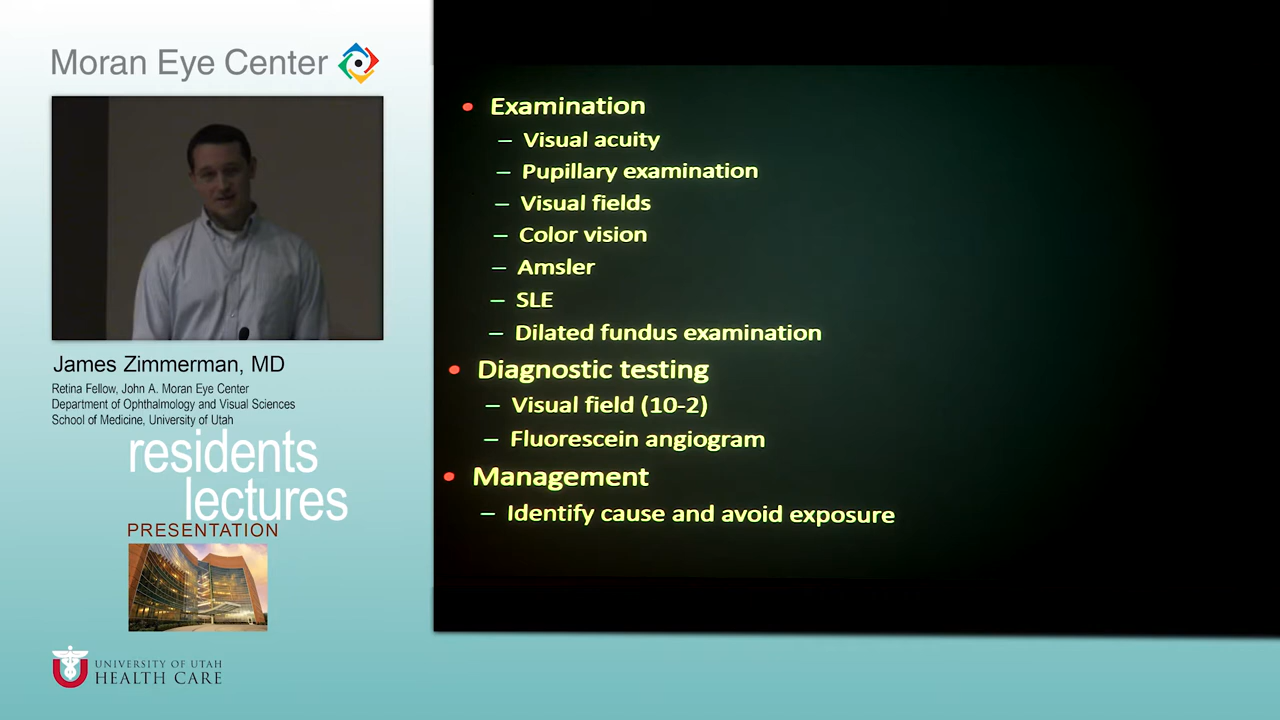 Moran Eye Center
James Zimmerman, MD
Retina Fellow, John A. Moran Eye Center
Department of Ophthalmology and Visual Sciences
School of Medicine, University of Utah
residents
lectures
PRESENTATION
UNIVERSITY OF UTAH
HEALTH CARE
• Examination
– Visual acuity
– Pupillary examination
– Visual fields
– Color vision
– Amsler
– SLE
– Dilated fundus examination
• Diagnostic testing
– Visual field (10-2)
– Fluorescein angiogram
• Management
– Identify cause and avoid exposure